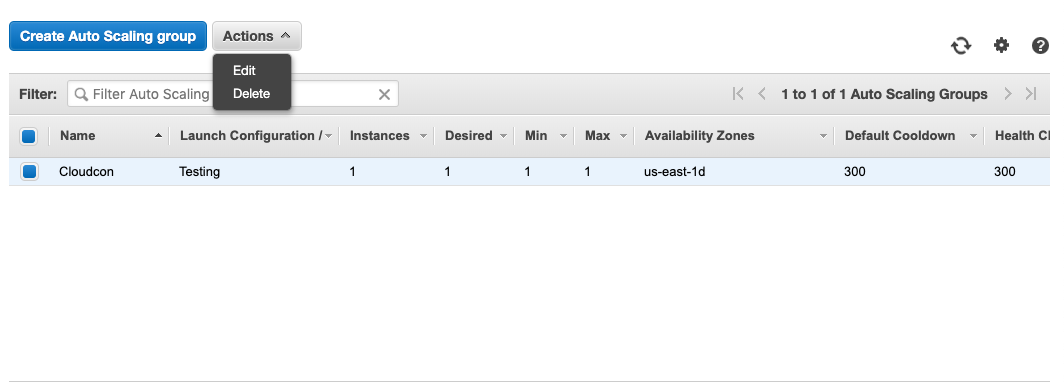 Create Auto Scaling group Actions
Edit
Delete
Filter: Filter Auto Scaling 1 to 1 of 1 Auto Scaling Groups
Name Launch Configuration / Instances Desired Min Max Availability Zones Default Cooldown Health C
Cloudcon Testing 1 1 1 1 us-east-1d 300 300